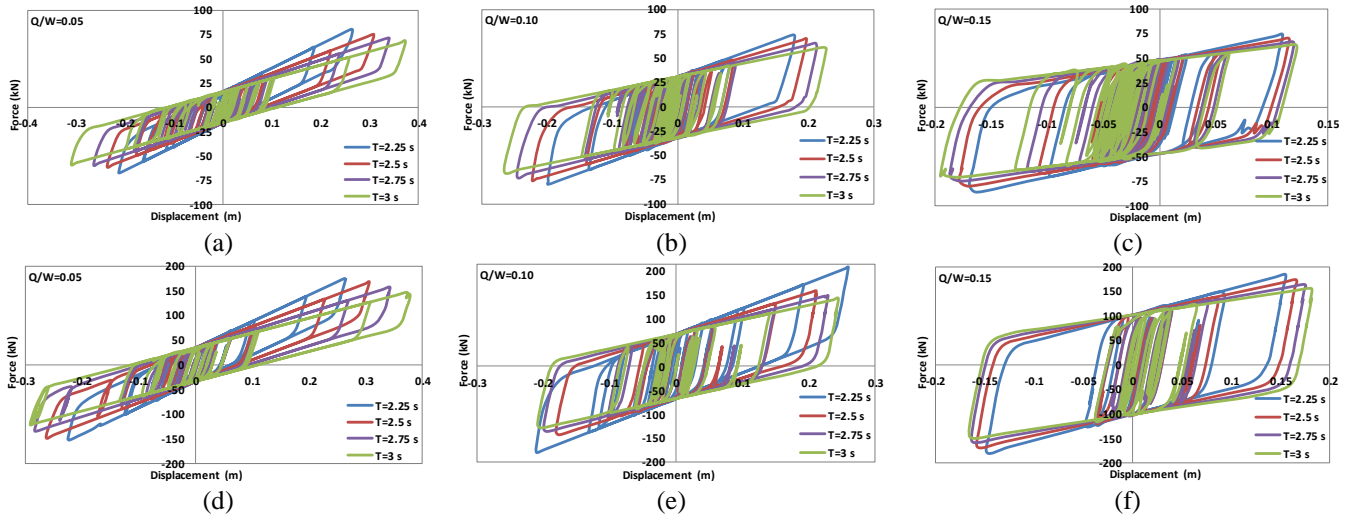 Q/W=0.05
Force (kN)
100
75
50
25
0
-25
-50
-75
-100
-0.4 -0.3 -0.2 -0.1 0 0.1 0.2 0.3 0.4
Displacement (m)
T=2.25 s
T=2.5 s
T=2.75 s
T=3 s
(a)
Q/W=0.10
Force (kN)
100
75
50
25
0
-25
-50
-75
-100
-0.3 -0.2 -0.1 0 0.1 0.2 0.3
Displacement (m)
T=2.25 s
T=2.5 s
T=2.75 s
T=3 s
(b)
Q/W=0.15
Force (kN)
100
75
50
25
0
-25
-50
-75
-100
-0.2 -0.15 -0.1 -0.05 0 0.05 0.1 0.15
Displacement (m)
T=2.25 s
T=2.5 s
T=2.75 s
T=3 s
(c)
Q/W=0.05
Force (kN)
200
150
100
50
0
-50
-100
-150
-200
-0.3 -0.2 -0.1 0 0.1 0.2 0.3 0.4
Displacement (m)
T=2.25 s
T=2.5 s
T=2.75 s
T=3 s
(d)
Q/W=0.10
Force (kN)
200
150
100
50
0
-50
-100
-150
-200
-0.3 -0.2 -0.1 0 0.1 0.2 0.3
Displacement (m)
T=2.25 s
T=2.5 s
T=2.75 s
T=3 s
(e)
Q/W=0.15
Force (kN)
200
150
100
50
0
-50
-100
-150
-200
-0.2 -0.15 -0.1 -0.05 0 0.05 0.1 0.15 0.2
Displacement (m)
T=2.25 s
T=2.5 s
T=2.75 s
T=3 s
(f)